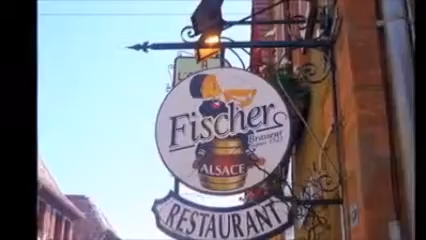 Fischer
Brasseur
Depuis 1821
ALSACE
RESTAURANT